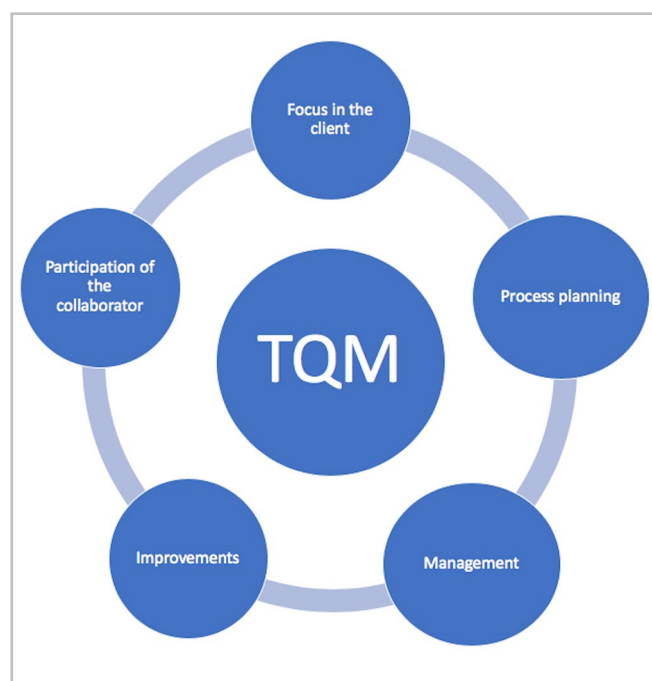 Focus in the
client
Participation of
the
collaborator
Process planning
TQM
Improvements
Management